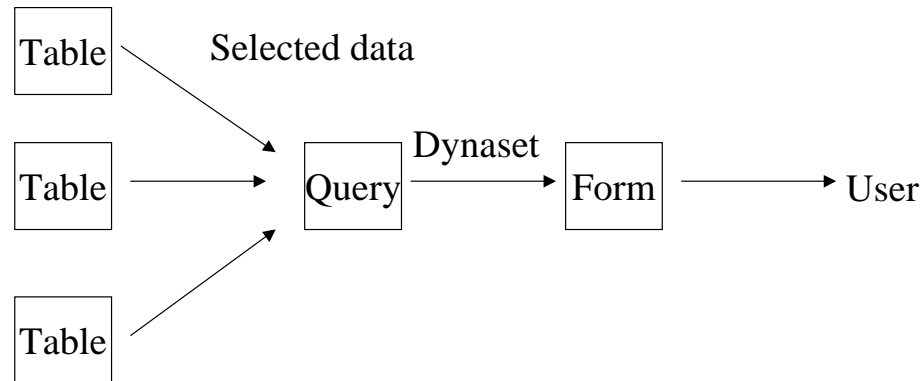 Table
Selected data
Table
Query
Dynaset
Form
User
Table